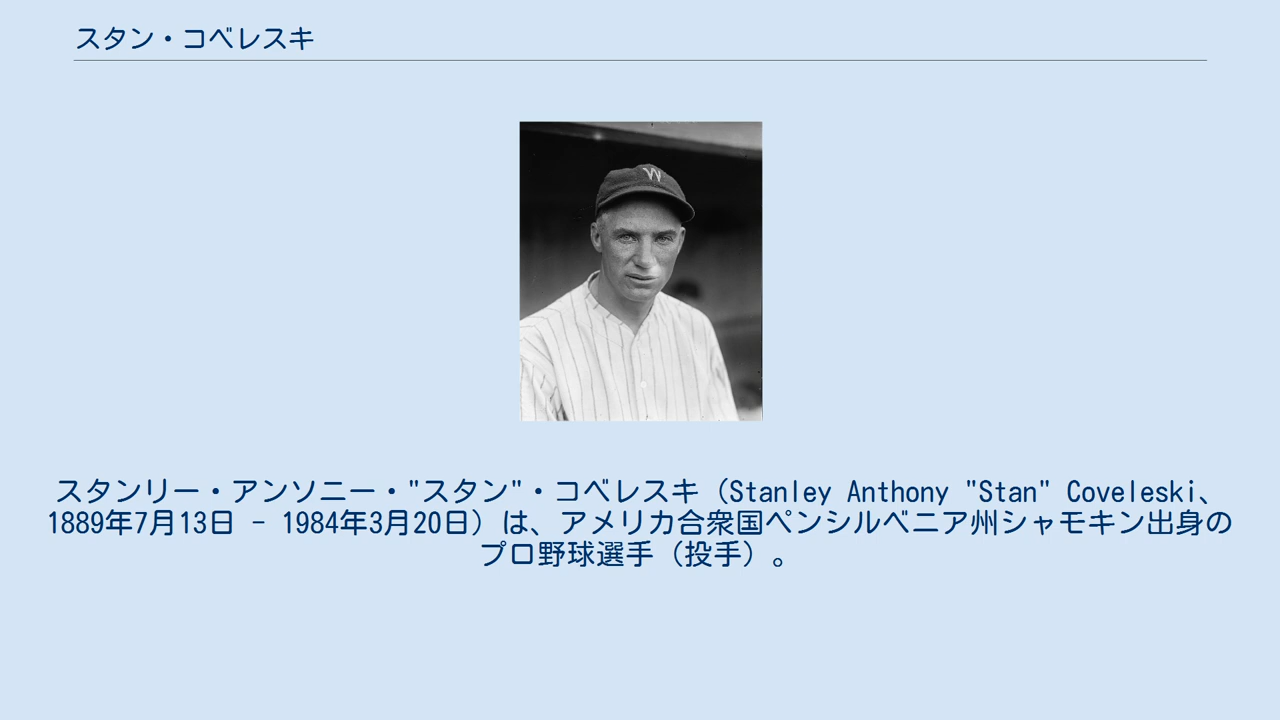 スタン・コベレスキ
W
スタンリー・アンソニー・"スタン"・コベレスキ（Stanley Anthony "Stan" Coveleski、
1889年7月13日 - 1984年3月20日）は、アメリカ合衆国ペンシルベニア州シャモキン出身の
プロ野球選手（投手）。